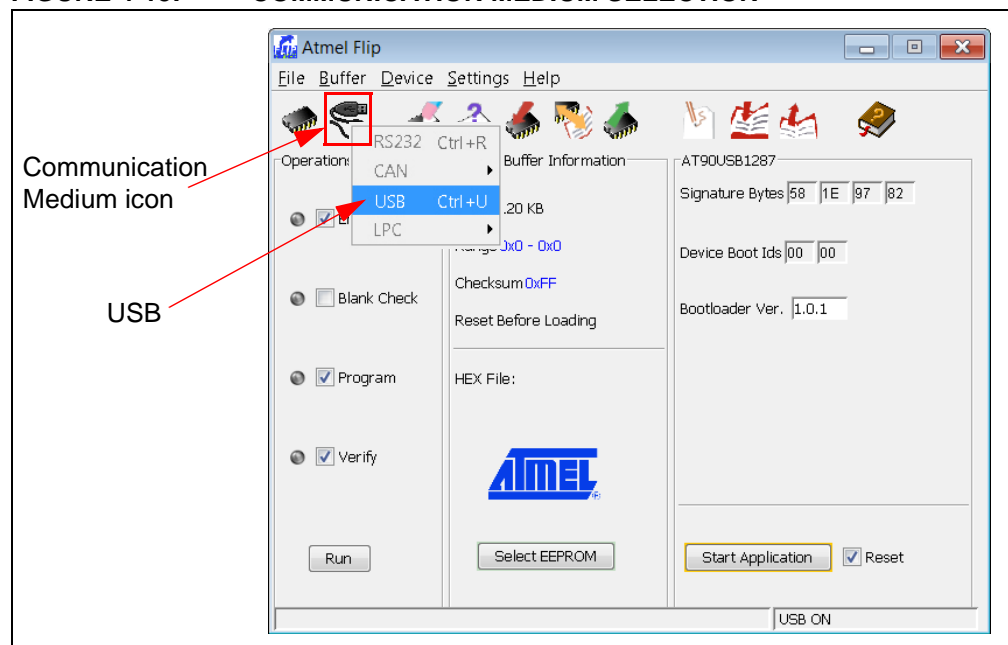 Atmel Flip
File Buffer Device Settings Help
RS232 Ctrl+R
CAN
USB Ctrl+U
LPC
Communication
Medium icon
USB
Operations
Blank Check
Program
Verify
Run
Buffer Information
.20 KB
0x0 - 0x0
Checksum 0xFF
Reset Before Loading
HEX File:
ATMEL
Select EEPROM
AT90USB1287
Signature Bytes 58 1E 97 82
Device Boot Ids 00 00
Bootloader Ver. 1.0.1
Start Application Reset
USB ON